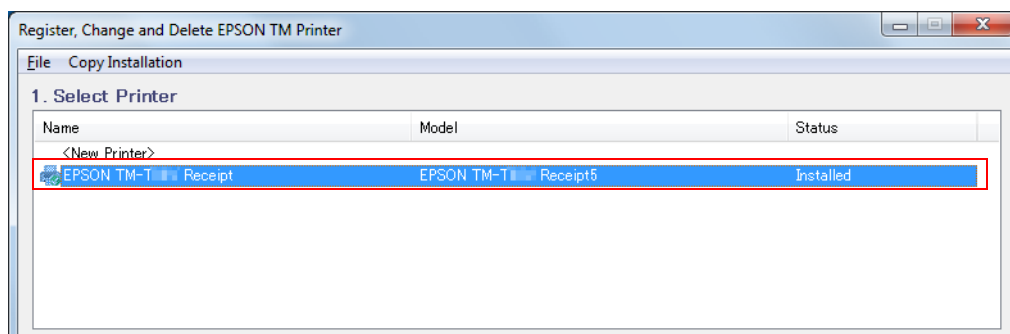 Register, Change and Delete EPSON TM Printer
File Copy Installation
1. Select Printer
Name Model Status
<New Printer>
EPSON TM-T Receipt EPSON TM-T Receipt5 Installed